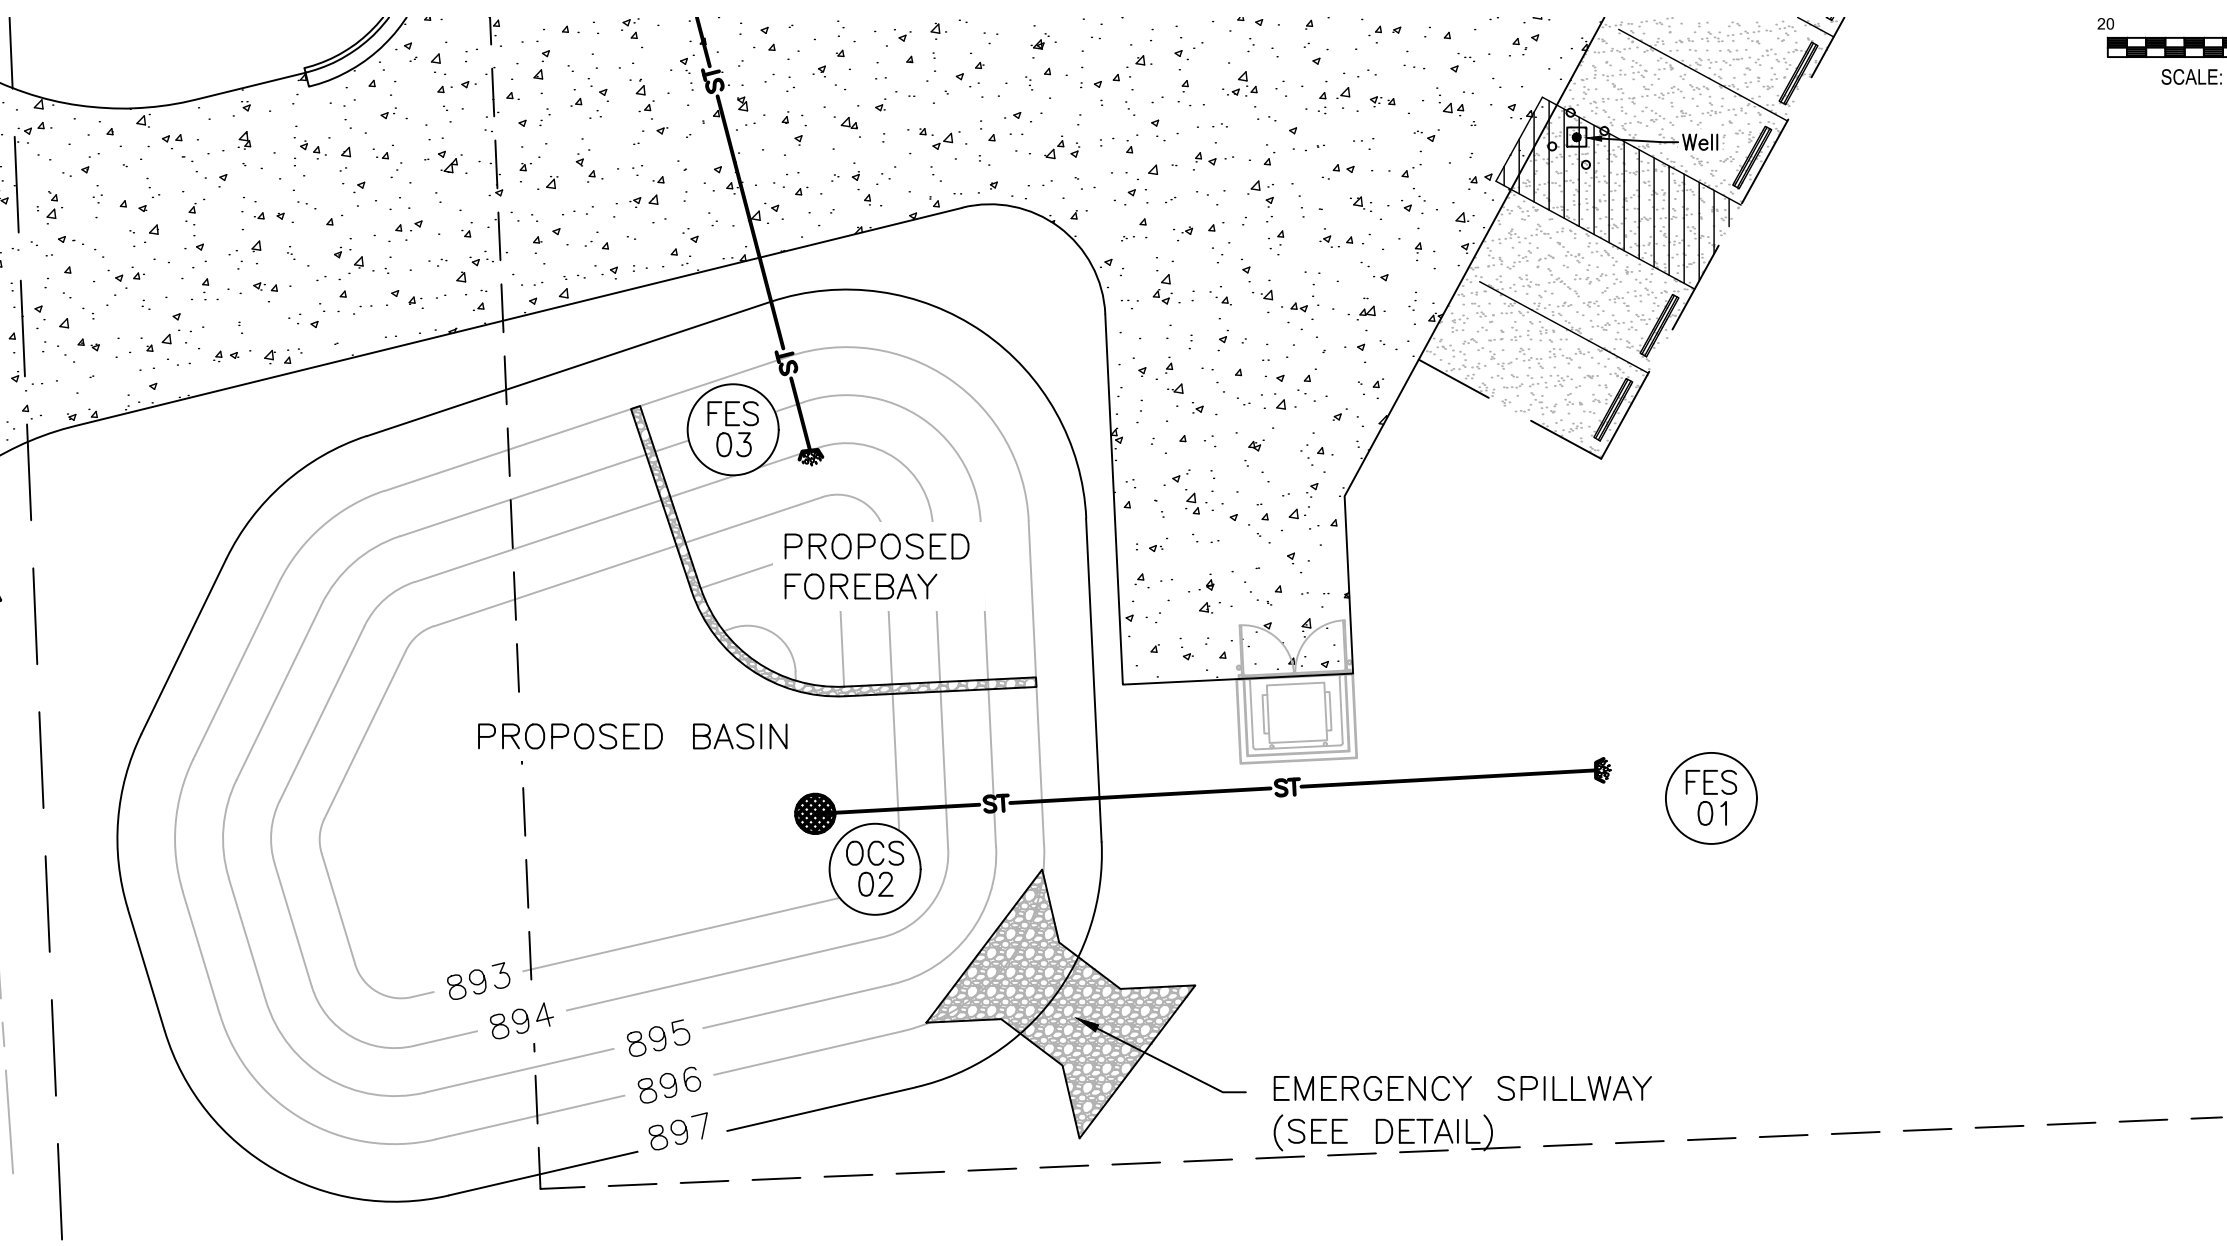 20
SCALE:
ST
Well
ST
FES
03
PROPOSED
FOREBAY
PROPOSED BASIN
ST
ST
FES
01
OCS
02
893
894
895
896
897
EMERGENCY SPILLWAY
(SEE DETAIL)